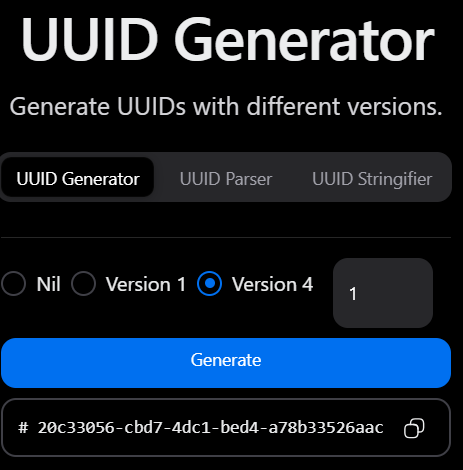 UUID Generator
Generate UUIDs with different versions.
UUID Generator UUID Parser UUID Stringifier
Nil Version 1 Version 4 1
Generate
# 20c33056-cbd7-4dc1-bed4-a78b33526aac